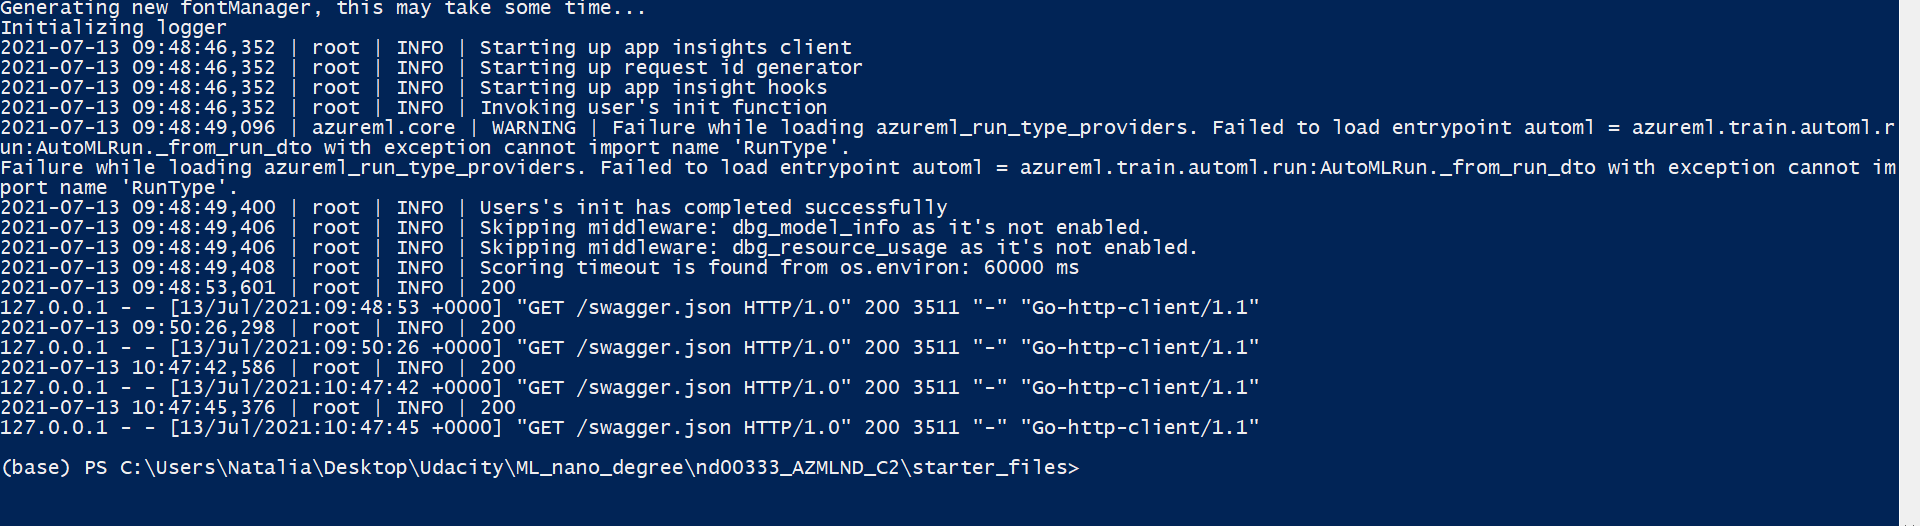 Generating new fontManager, this may take some time...
Initializing logger
2021-07-13 09:48:46,352 | root | INFO | Starting up app insights client
2021-07-13 09:48:46,352 | root | INFO | Starting up request id generator
2021-07-13 09:48:46,352 | root | INFO | Starting up app insight hooks
2021-07-13 09:48:46,352 | root | INFO | Invoking user's init function
2021-07-13 09:48:49,096 | azureml.core | WARNING | Failure while loading azureml_run_type_providers. Failed to load entrypoint automl = azureml.train.automl.r
un:AutoMLRun._from_run_dto with exception cannot import name 'RunType'.
Failure while loading azureml_run_type_providers. Failed to load entrypoint automl = azureml.train.automl.run:AutoMLRun._from_run_dto with exception cannot im
port name 'RunType'.
2021-07-13 09:48:49,400 | root | INFO | Users's init has completed successfully
2021-07-13 09:48:49,406 | root | INFO | Skipping middleware: dbg_model_info as it's not enabled.
2021-07-13 09:48:49,406 | root | INFO | Skipping middleware: dbg_resource_usage as it's not enabled.
2021-07-13 09:48:49,408 | root | INFO | Scoring timeout is found from os.environ: 60000 ms
2021-07-13 09:48:53,601 | root | INFO | 200
127.0.0.1 - - [13/Jul/2021:09:48:53 +0000] "GET /swagger.json HTTP/1.0" 200 3511 "-" "Go-http-client/1.1"
2021-07-13 09:50:26,298 | root | INFO | 200
127.0.0.1 - - [13/Jul/2021:09:50:26 +0000] "GET /swagger.json HTTP/1.0" 200 3511 "-" "Go-http-client/1.1"
2021-07-13 10:47:42,586 | root | INFO | 200
127.0.0.1 - - [13/Jul/2021:10:47:42 +0000] "GET /swagger.json HTTP/1.0" 200 3511 "-" "Go-http-client/1.1"
2021-07-13 10:47:45,376 | root | INFO | 200
127.0.0.1 - - [13/Jul/2021:10:47:45 +0000] "GET /swagger.json HTTP/1.0" 200 3511 "-" "Go-http-client/1.1"
(base) PS C:\Users\Natalia\Desktop\Udacity\ML_nano_degree\nd00333_AZMLND_C2\starter_files>